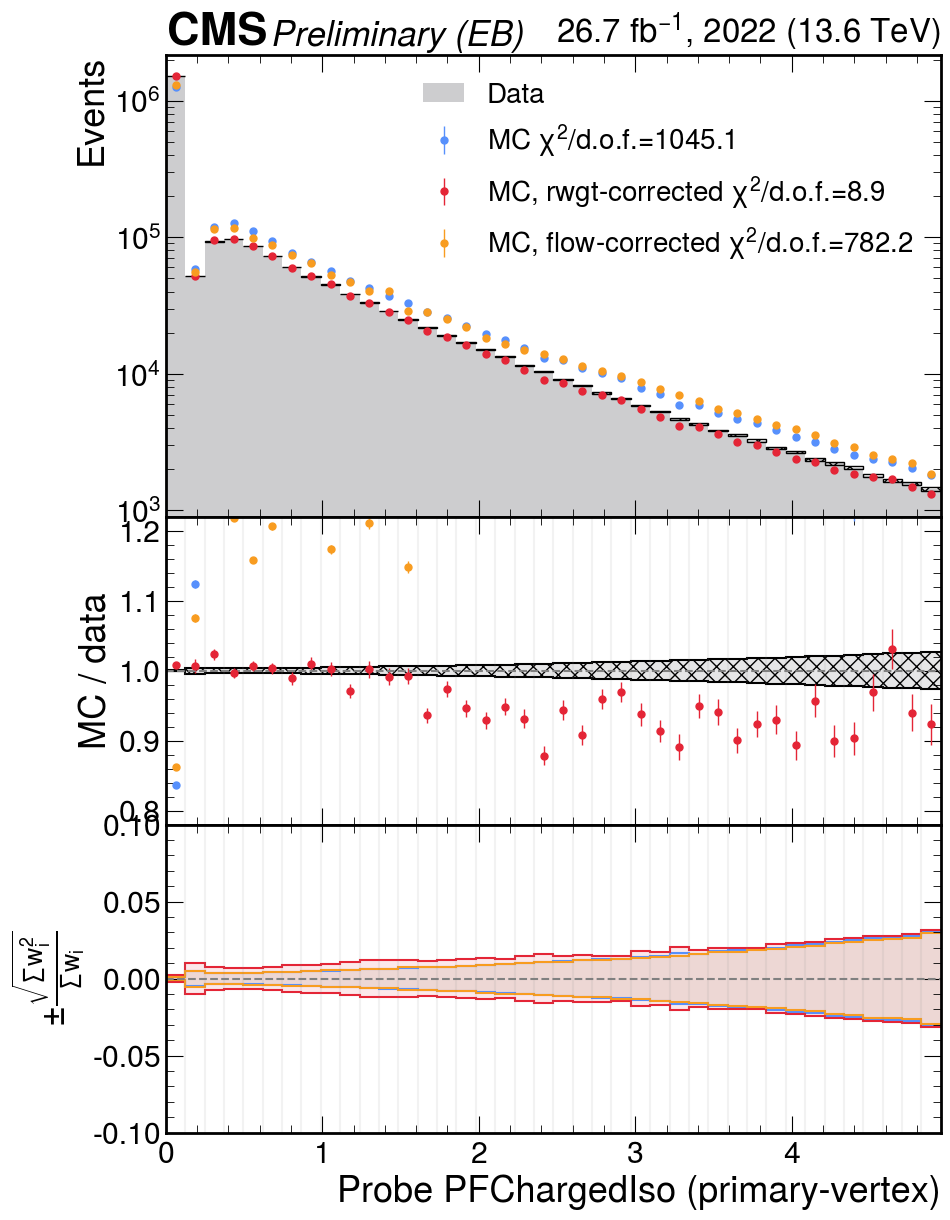 CMS Preliminary (EB) 26.7 fb⁻¹, 2022 (13.6 TeV)
Events
10⁶
10⁵
10⁴
10³
Data
MC χ²/d.o.f.=1045.1
MC, rwgt-corrected χ²/d.o.f.=8.9
MC, flow-corrected χ²/d.o.f.=782.2
MC / data
1.2
1.1
1.0
0.9
0.8
± √Σw_i² / Σw_i
0.10
0.05
0.00
-0.05
-0.10
0 1 2 3 4
Probe PFChargedIso (primary-vertex)